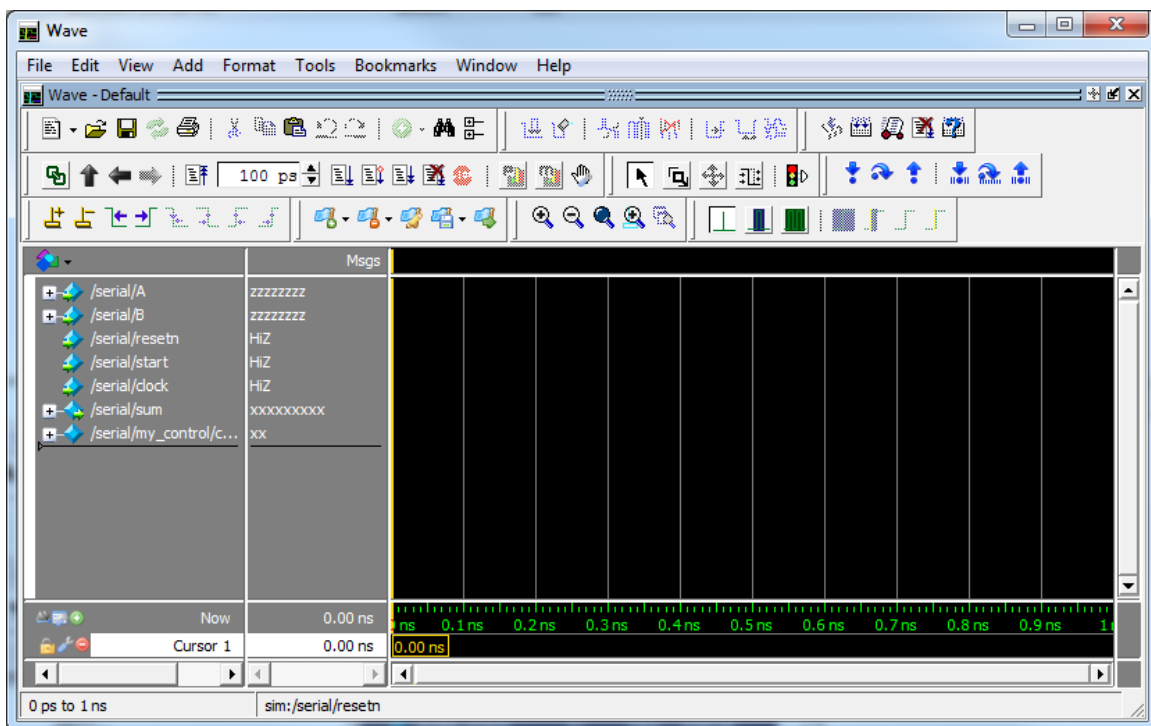 Wave
File Edit View Add Format Tools Bookmarks Window Help
Wave - Default
100 ps
Msgs
/serial/A zzzzzzzz
/serial/B zzzzzzzz
/serial/resetn HiZ
/serial/start HiZ
/serial/clock HiZ
/serial/sum xxxxxxxxx
/serial/my_control/c... xx
Now 0.00 ns
ns 0.1 ns 0.2 ns 0.3 ns 0.4 ns 0.5 ns 0.6 ns 0.7 ns 0.8 ns 0.9 ns 1
Cursor 1 0.00 ns 0.00 ns
0 ps to 1 ns sim:/serial/resetn